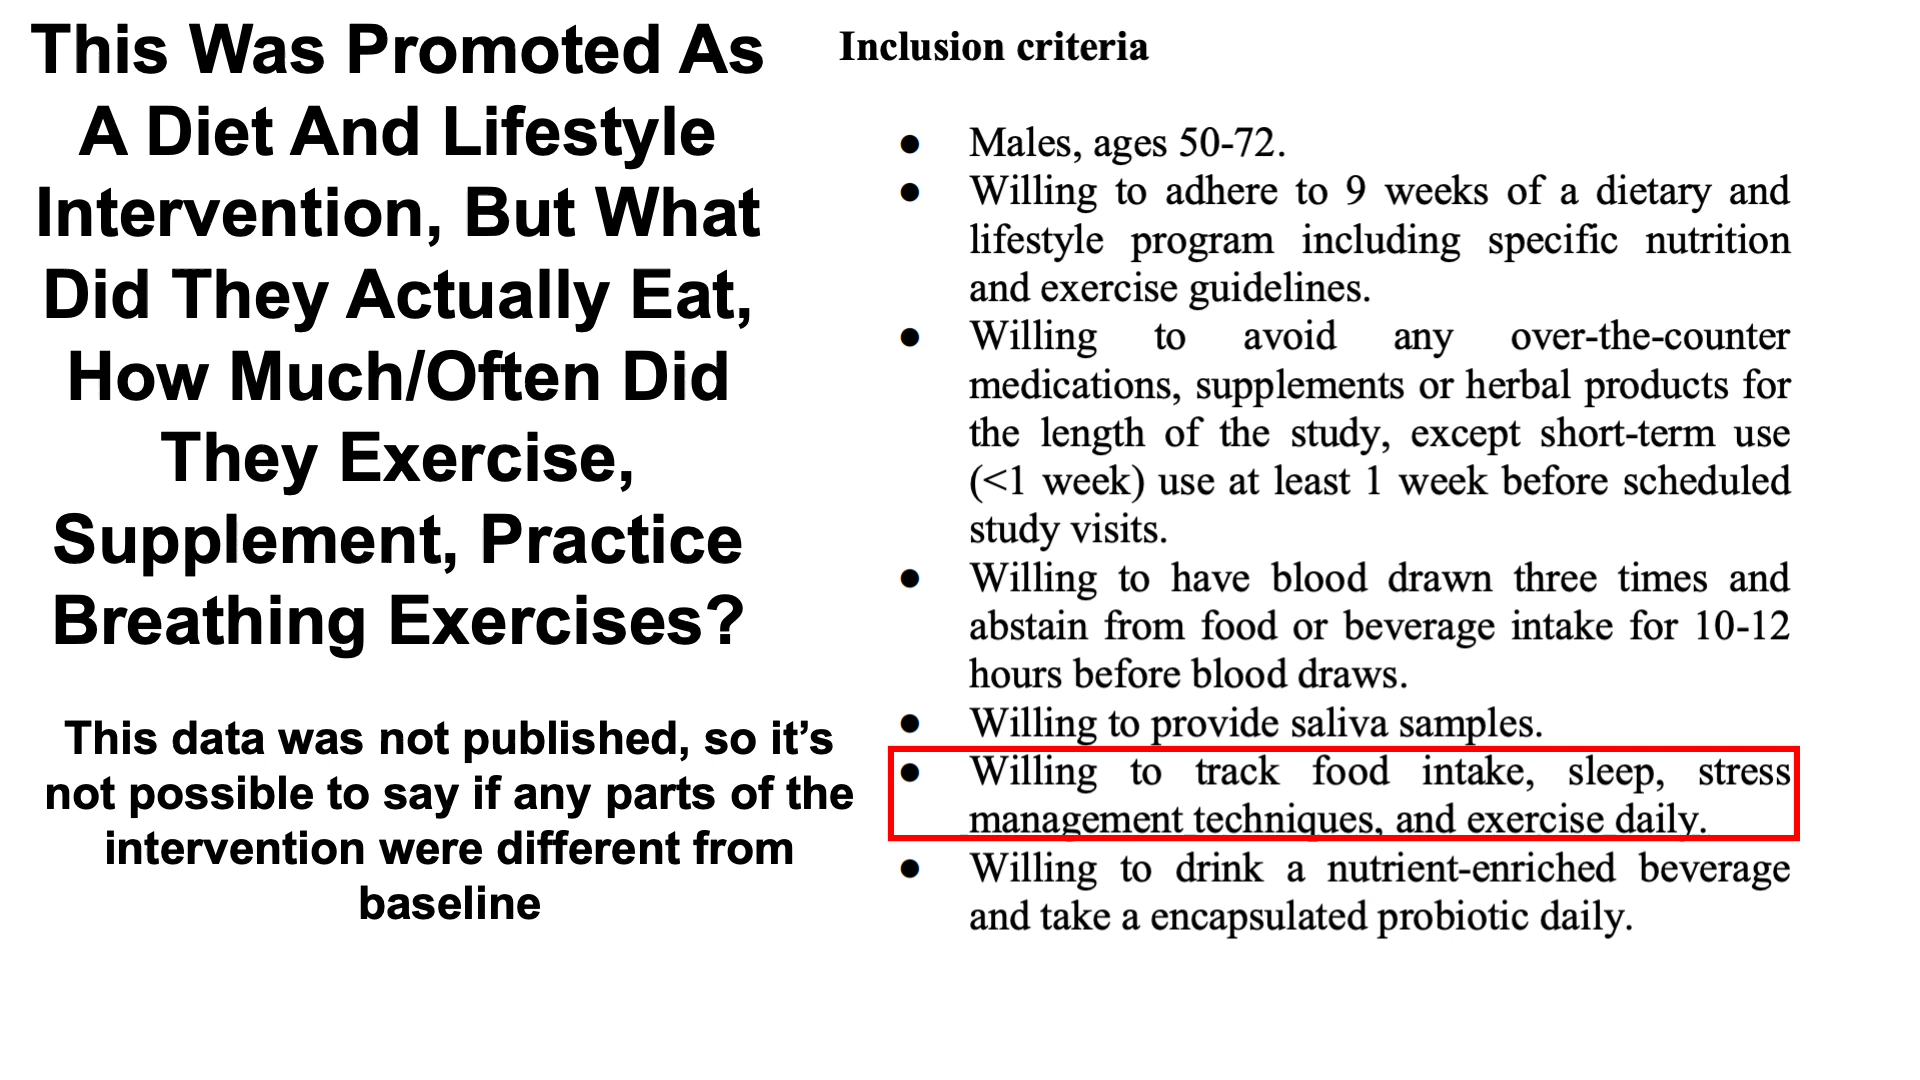 This Was Promoted As
A Diet And Lifestyle
Intervention, But What
Did They Actually Eat,
How Much/Often Did
They Exercise,
Supplement, Practice
Breathing Exercises?
This data was not published, so it’s
not possible to say if any parts of the
intervention were different from
baseline
Inclusion criteria
● Males, ages 50-72.
● Willing to adhere to 9 weeks of a dietary and
lifestyle program including specific nutrition
and exercise guidelines.
● Willing to avoid any over-the-counter
medications, supplements or herbal products for
the length of the study, except short-term use
(<1 week) use at least 1 week before scheduled
study visits.
● Willing to have blood drawn three times and
abstain from food or beverage intake for 10-12
hours before blood draws.
● Willing to provide saliva samples.
● Willing to track food intake, sleep, stress
management techniques, and exercise daily.
● Willing to drink a nutrient-enriched beverage
and take a encapsulated probiotic daily.